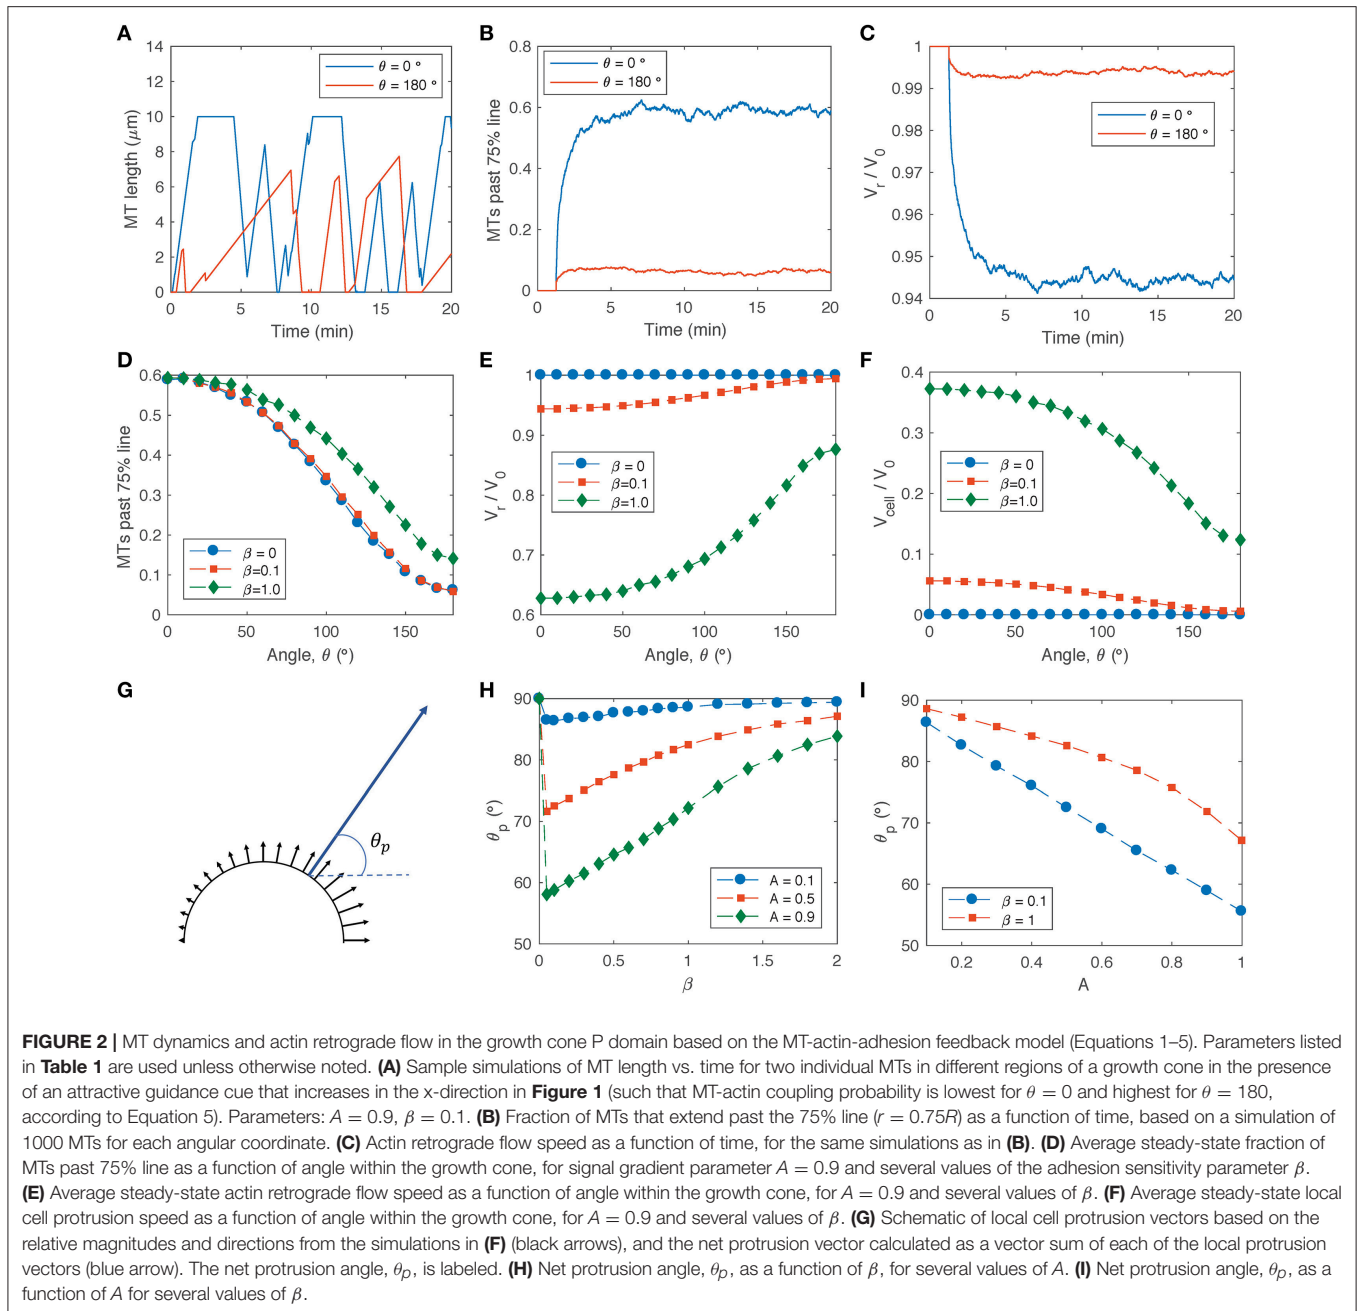 A
MT length (μm)
14
12
10
8
6
4
2
0
θ = 0 °
θ = 180 °
0
5
10
15
20
Time (min)
B
MTs past 75% line
0.8
0.6
0.4
0.2
0
θ = 0 °
θ = 180 °
0
5
10
15
20
Time (min)
C
V_r / V_0
1
0.99
0.98
0.97
0.96
0.95
0.94
θ = 0 °
θ = 180 °
0
5
10
15
20
Time (min)
D
MTs past 75% line
0.6
0.5
0.4
0.3
0.2
0.1
0
β = 0
β=0.1
β=1.0
0
50
100
150
Angle, θ (°)
E
V_r / V_0
1
0.9
0.8
0.7
0.6
β = 0
β=0.1
β=1.0
0
50
100
150
Angle, θ (°)
F
V_cell / V_0
0.4
0.3
0.2
0.1
0
β = 0
β=0.1
β=1.0
0
50
100
150
Angle, θ (°)
G
θ_p
H
θ_p (°)
90
80
70
60
50
A = 0.1
A = 0.5
A = 0.9
0
0.5
1
1.5
2
β
I
θ_p (°)
90
80
70
60
50
β = 0.1
β = 1
0.2
0.4
0.6
0.8
1
A
FIGURE 2 | MT dynamics and actin retrograde flow in the growth cone P domain based on the MT-actin-adhesion feedback model (Equations 1–5). Parameters listed
in Table 1 are used unless otherwise noted. (A) Sample simulations of MT length vs. time for two individual MTs in different regions of a growth cone in the presence
of an attractive guidance cue that increases in the x-direction in Figure 1 (such that MT-actin coupling probability is lowest for θ = 0 and highest for θ = 180,
according to Equation 5). Parameters: A = 0.9, β = 0.1. (B) Fraction of MTs that extend past the 75% line (r = 0.75R) as a function of time, based on a simulation of
1000 MTs for each angular coordinate. (C) Actin retrograde flow speed as a function of time, for the same simulations as in (B). (D) Average steady-state fraction of
MTs past 75% line as a function of angle within the growth cone, for signal gradient parameter A = 0.9 and several values of the adhesion sensitivity parameter β.
(E) Average steady-state actin retrograde flow speed as a function of angle within the growth cone, for A = 0.9 and several values of β. (F) Average steady-state local
cell protrusion speed as a function of angle within the growth cone, for A = 0.9 and several values of β. (G) Schematic of local cell protrusion vectors based on the
relative magnitudes and directions from the simulations in (F) (black arrows), and the net protrusion vector calculated as a vector sum of each of the local protrusion
vectors (blue arrow). The net protrusion angle, θ_p, is labeled. (H) Net protrusion angle, θ_p, as a function of β, for several values of A. (I) Net protrusion angle, θ_p, as a
function of A for several values of β.